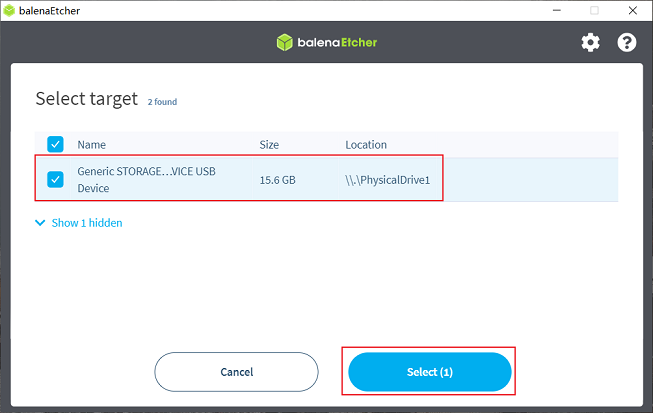 balenaEtcher
balenaEtcher
Select target 2 found
Name Size Location
Generic STORAGE...VICE USB
Device 15.6 GB \\.\PhysicalDrive1
Show 1 hidden
Cancel Select (1)